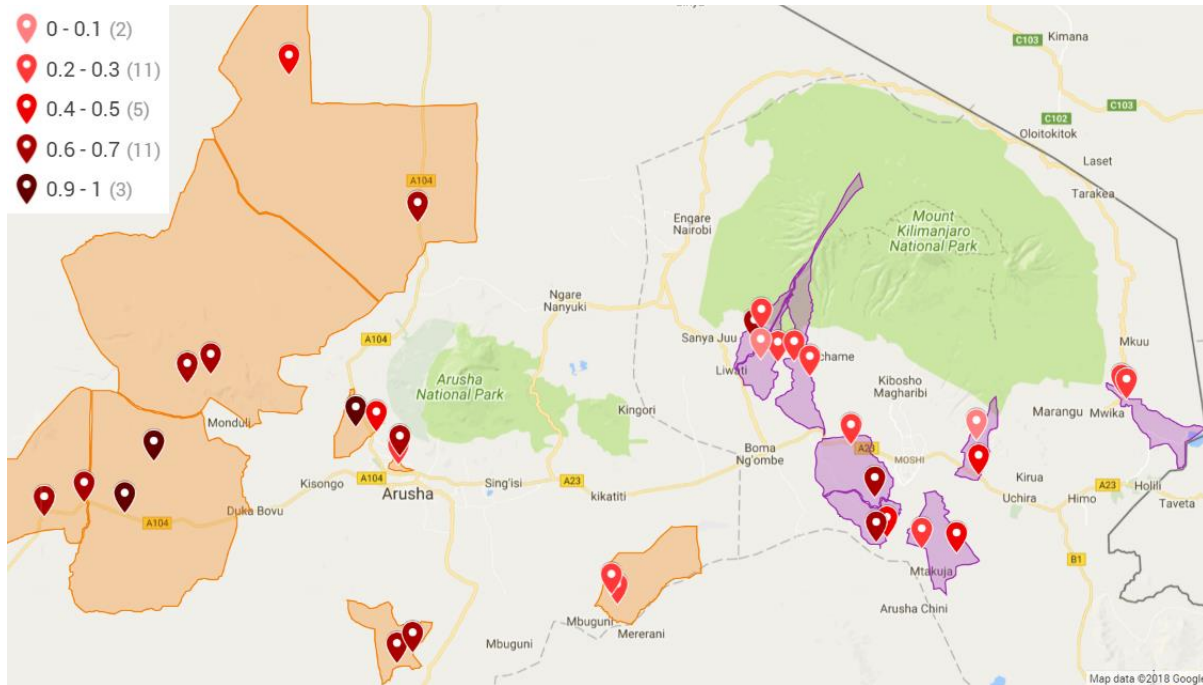 0 - 0.1 (2)
0.2 - 0.3 (11)
0.4 - 0.5 (5)
0.6 - 0.7 (11)
0.9 - 1 (3)
C103
Kimana
C103
C102
Oloitokitok
Laset
Tarakea
A104
Engare
Nairobi
Mount
Kilimanjaro
National Park
Ngare
Nanyuki
A104
Sanya Juu
Mkuu
Liwati
chame
Arusha
National Park
Kibosho
Magharibi
Kingori
Marangu
Mwika
Monduli
Boma
Ng'ombe
A23
MOSHI
A104
Kisongo
Arusha
Sing'isi
A23
kikatiti
Kirua
Uchira
Himo
A23
Holili
Taveta
Duka Bovu
A104
B1
Mtakuja
Arusha Chini
Mbuguni
Mererani
Mbuguni
Map data ©2018 Google